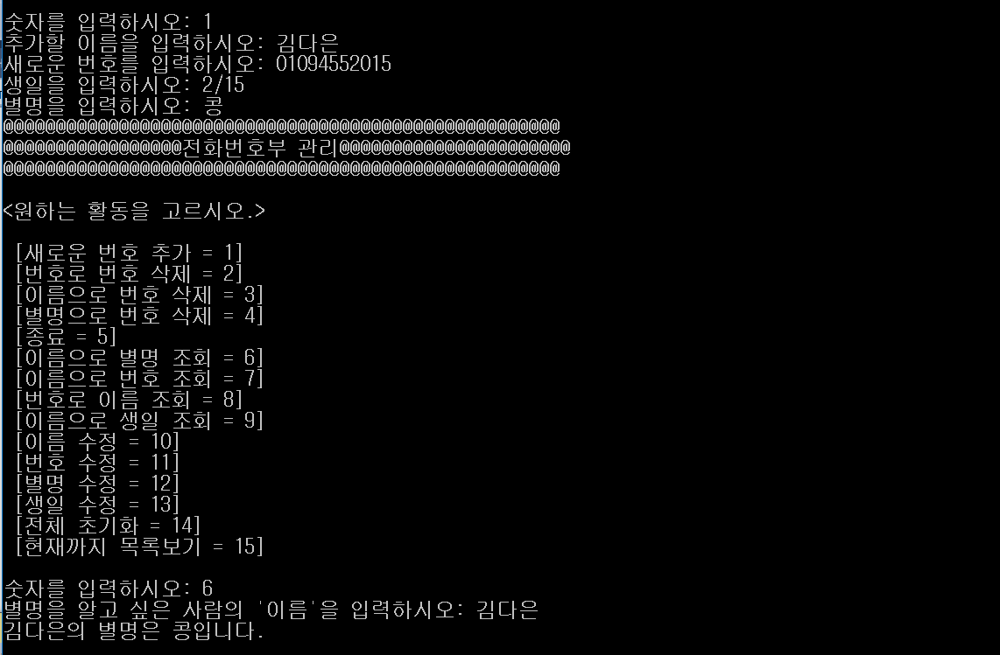 숫자를 입력하시오: 1
추가할 이름을 입력하시오: 김다은
새로운 번호를 입력하시오: 01094552015
생일을 입력하시오: 2/15
별명을 입력하시오: 콩
@@@@@@@@@@@@@@@@@@@@@@@@@@@@@@@@@@@@@@@@@@@@@@@@@@@@@
@@@@@@@@@@@@@@@@@전화번호부 관리@@@@@@@@@@@@@@@@@@@@@@
@@@@@@@@@@@@@@@@@@@@@@@@@@@@@@@@@@@@@@@@@@@@@@@@@@@@@
<원하는 활동을 고르시오.>
[새로운 번호 추가 = 1]
[번호로 번호 삭제 = 2]
[이름으로 번호 삭제 = 3]
[별명으로 번호 삭제 = 4]
[종료 = 5]
[이름으로 별명 조회 = 6]
[이름으로 번호 조회 = 7]
[번호로 이름 조회 = 8]
[이름으로 생일 조회 = 9]
[이름 수정 = 10]
[번호 수정 = 11]
[별명 수정 = 12]
[생일 수정 = 13]
[전체 초기화 = 14]
[현재까지 목록보기 = 15]
숫자를 입력하시오: 6
별명을 알고 싶은 사람의 '이름'을 입력하시오: 김다은
김다은의 별명은 콩입니다.